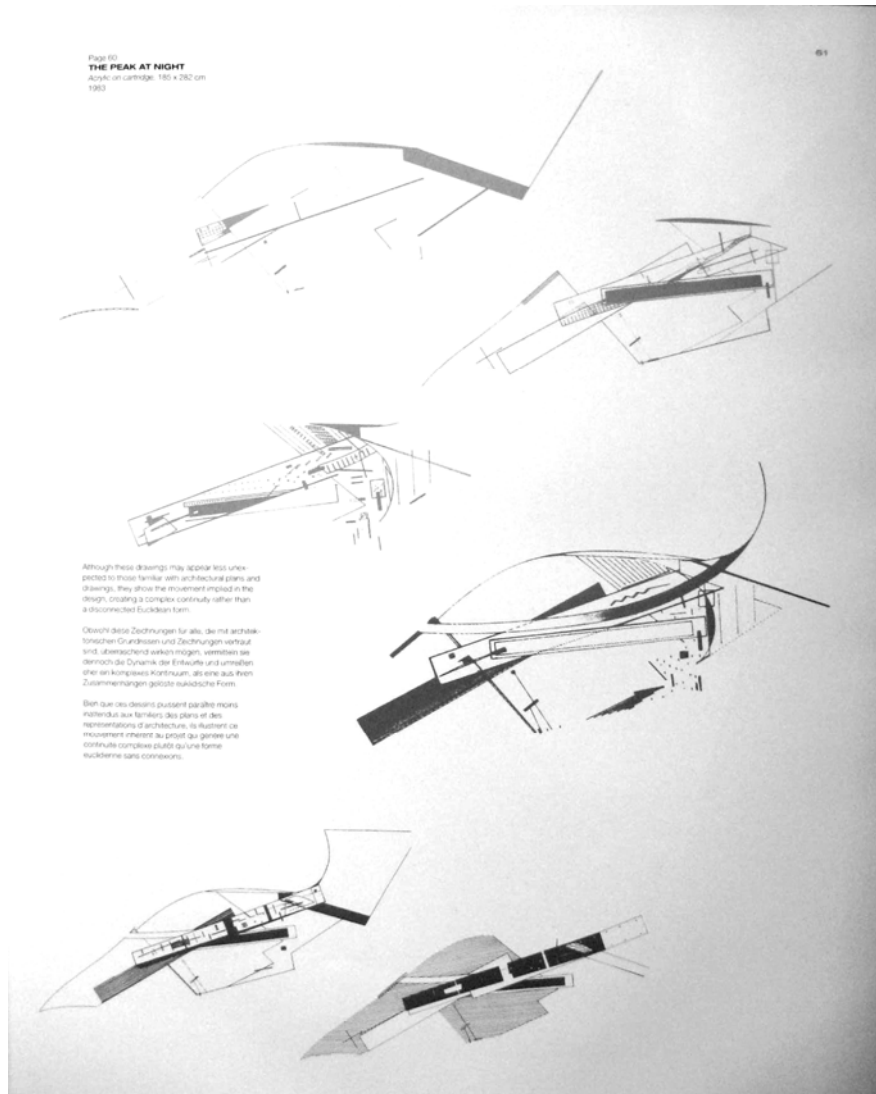 Page 60
THE PEAK AT NIGHT
Acrylic on cartridge, 185 x 282 cm
1983
61
Although these drawings may appear less unex-
pected to those familiar with architectural plans and
drawings, they show the movement implied in the
design, creating a complex continuity rather than
a disconnected Euclidean form.
Obwohl diese Zeichnungen für alle, die mit architek-
tonischen Grundrissen und Zeichnungen vertraut
sind, überraschend wirken mögen, vermitteln sie
dennoch die Dynamik der Entwürfe und umreißen
eher ein komplexes Kontinuum, als eine aus ihren
Zusammenhängen gelöste euklidische Form.
Bien que ces dessins puissent paraître moins
inattendus aux familiers des plans et des
représentations d'architecture, ils illustrent ce
mouvement inhérent au projet qui génère une
continuité complexe plutôt qu'une forme
euclidienne sans connexions.